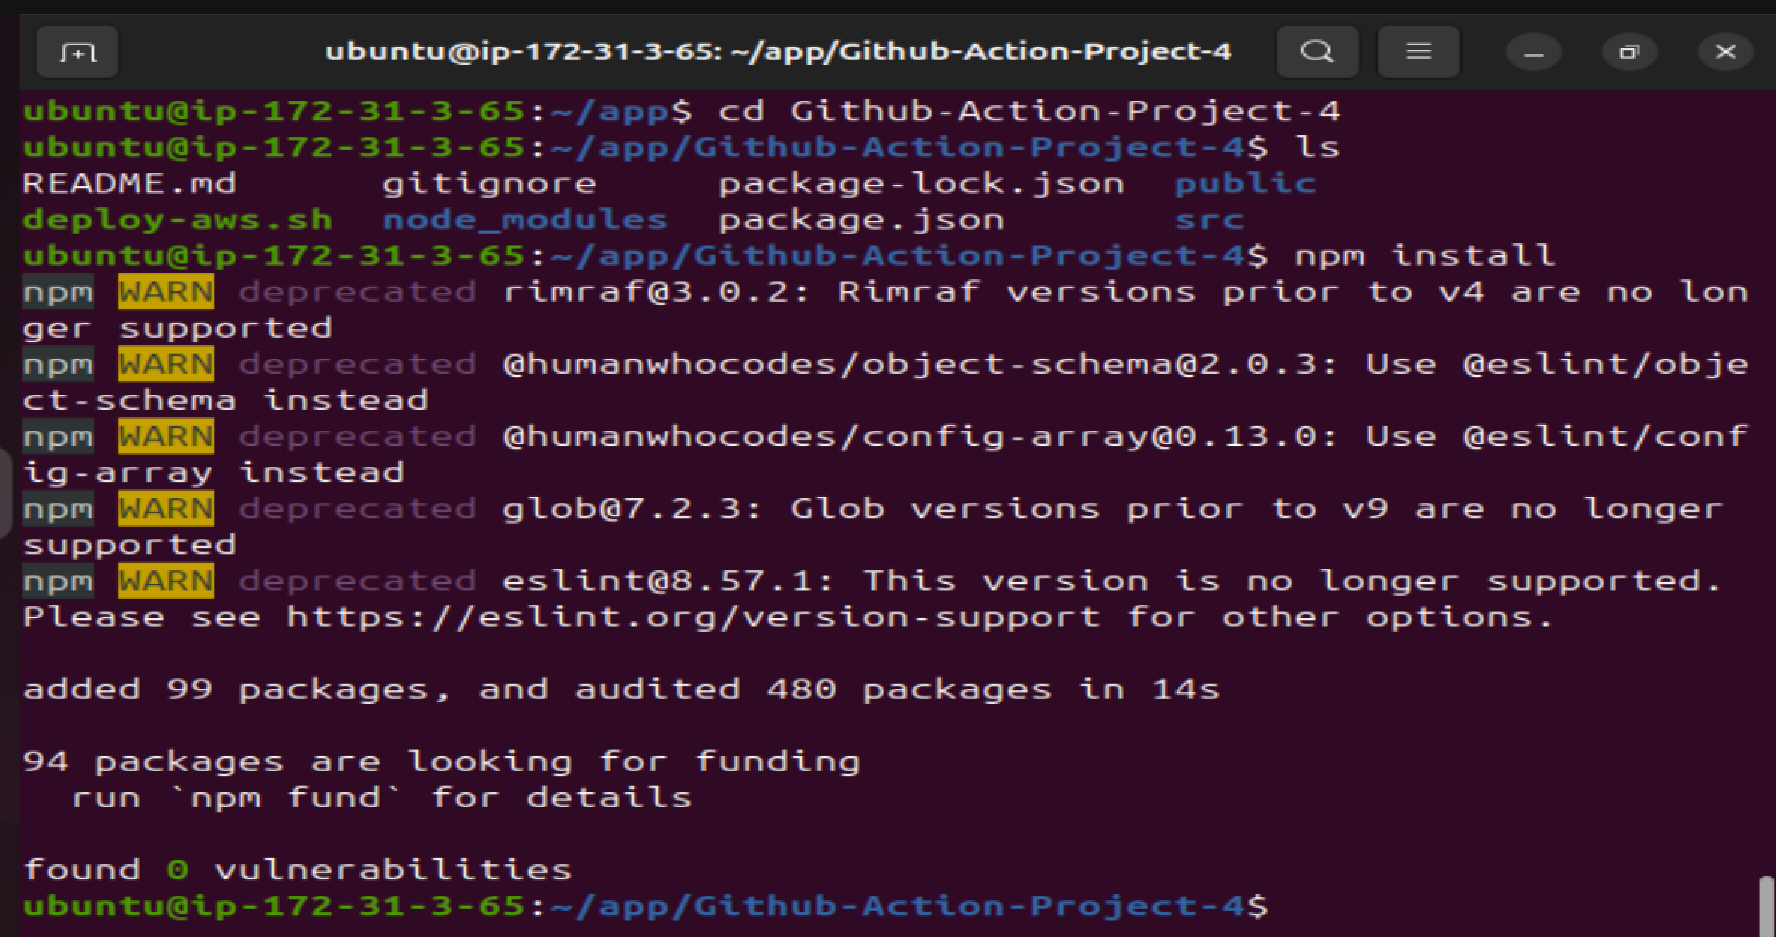 ubuntu@ip-172-31-3-65: ~/app/Github-Action-Project-4
ubuntu@ip-172-31-3-65:~/app$ cd Github-Action-Project-4
ubuntu@ip-172-31-3-65:~/app/Github-Action-Project-4$ ls
README.md      gitignore     package-lock.json  public
deploy-aws.sh  node_modules  package.json       src
ubuntu@ip-172-31-3-65:~/app/Github-Action-Project-4$ npm install
npm WARN deprecated rimraf@3.0.2: Rimraf versions prior to v4 are no lon
ger supported
npm WARN deprecated @humanwhocodes/object-schema@2.0.3: Use @eslint/obje
ct-schema instead
npm WARN deprecated @humanwhocodes/config-array@0.13.0: Use @eslint/conf
ig-array instead
npm WARN deprecated glob@7.2.3: Glob versions prior to v9 are no longer
supported
npm WARN deprecated eslint@8.57.1: This version is no longer supported.
Please see https://eslint.org/version-support for other options.
added 99 packages, and audited 480 packages in 14s
94 packages are looking for funding
  run `npm fund` for details
found 0 vulnerabilities
ubuntu@ip-172-31-3-65:~/app/Github-Action-Project-4$